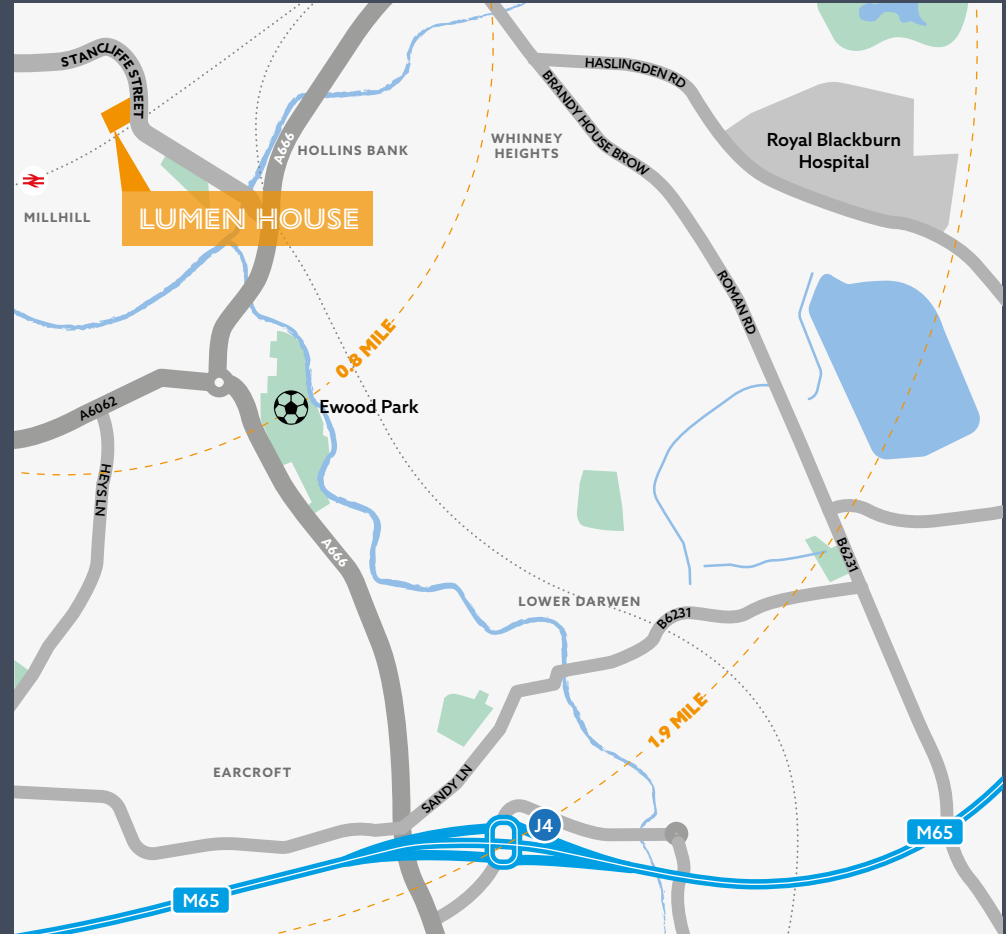 STANCLIFFE STREET
HASLINGDEN RD
BRANDY HOUSE BROW
A666
HOLLINS BANK
WHINNEY
HEIGHTS
Royal Blackburn
Hospital
MILLHILL
LUMEN HOUSE
ROMAN RD
0.8 MILE
A6062
Ewood Park
HEYS LN
A666
B6231
LOWER DARWEN
B6231
1.9 MILE
EARCROFT
SANDY LN
J4
M65
M65